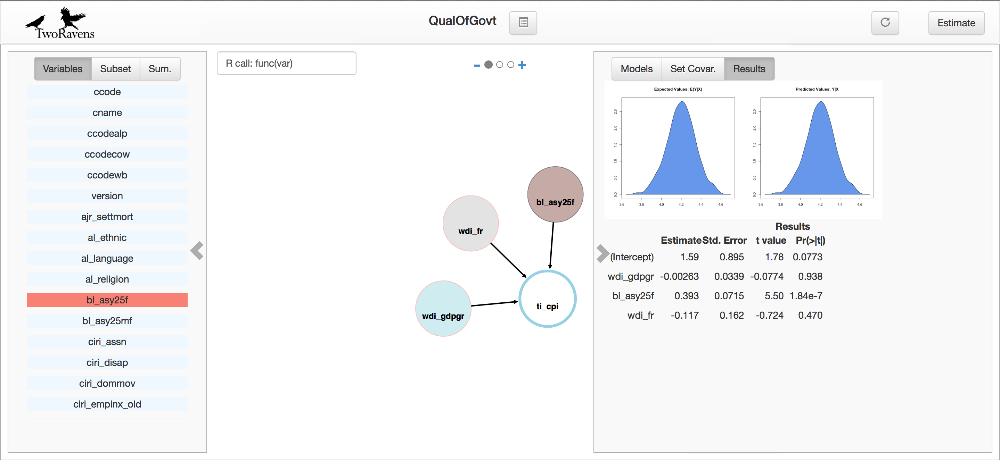 TwoRavens
QualOfGovt
Estimate
Variables Subset Sum.
ccode
cname
ccodealp
ccodecow
ccodewb
version
ajr_settmort
al_ethnic
al_language
al_religion
bl_asy25f
bl_asy25mf
ciri_assn
ciri_disap
ciri_dommov
ciri_empinx_old
R call: func(var)
bl_asy25f
wdi_fr
wdi_gdpgr
ti_cpi
Models Set Covar. Results
Expected Values: E(Y|X)
2.5
2.0
1.5
1.0
0.5
0.0
3.6 3.8 4.0 4.2 4.4 4.6
Predicted Values: Y|X
2.5
2.0
1.5
1.0
0.5
0.0
3.6 3.8 4.0 4.2 4.4 4.6
Results
Estimate Std. Error t value Pr(>|t|)
(Intercept) 1.59 0.895 1.78 0.0773
wdi_gdpgr -0.00263 0.0339 -0.0774 0.938
bl_asy25f 0.393 0.0715 5.50 1.84e-7
wdi_fr -0.117 0.162 -0.724 0.470